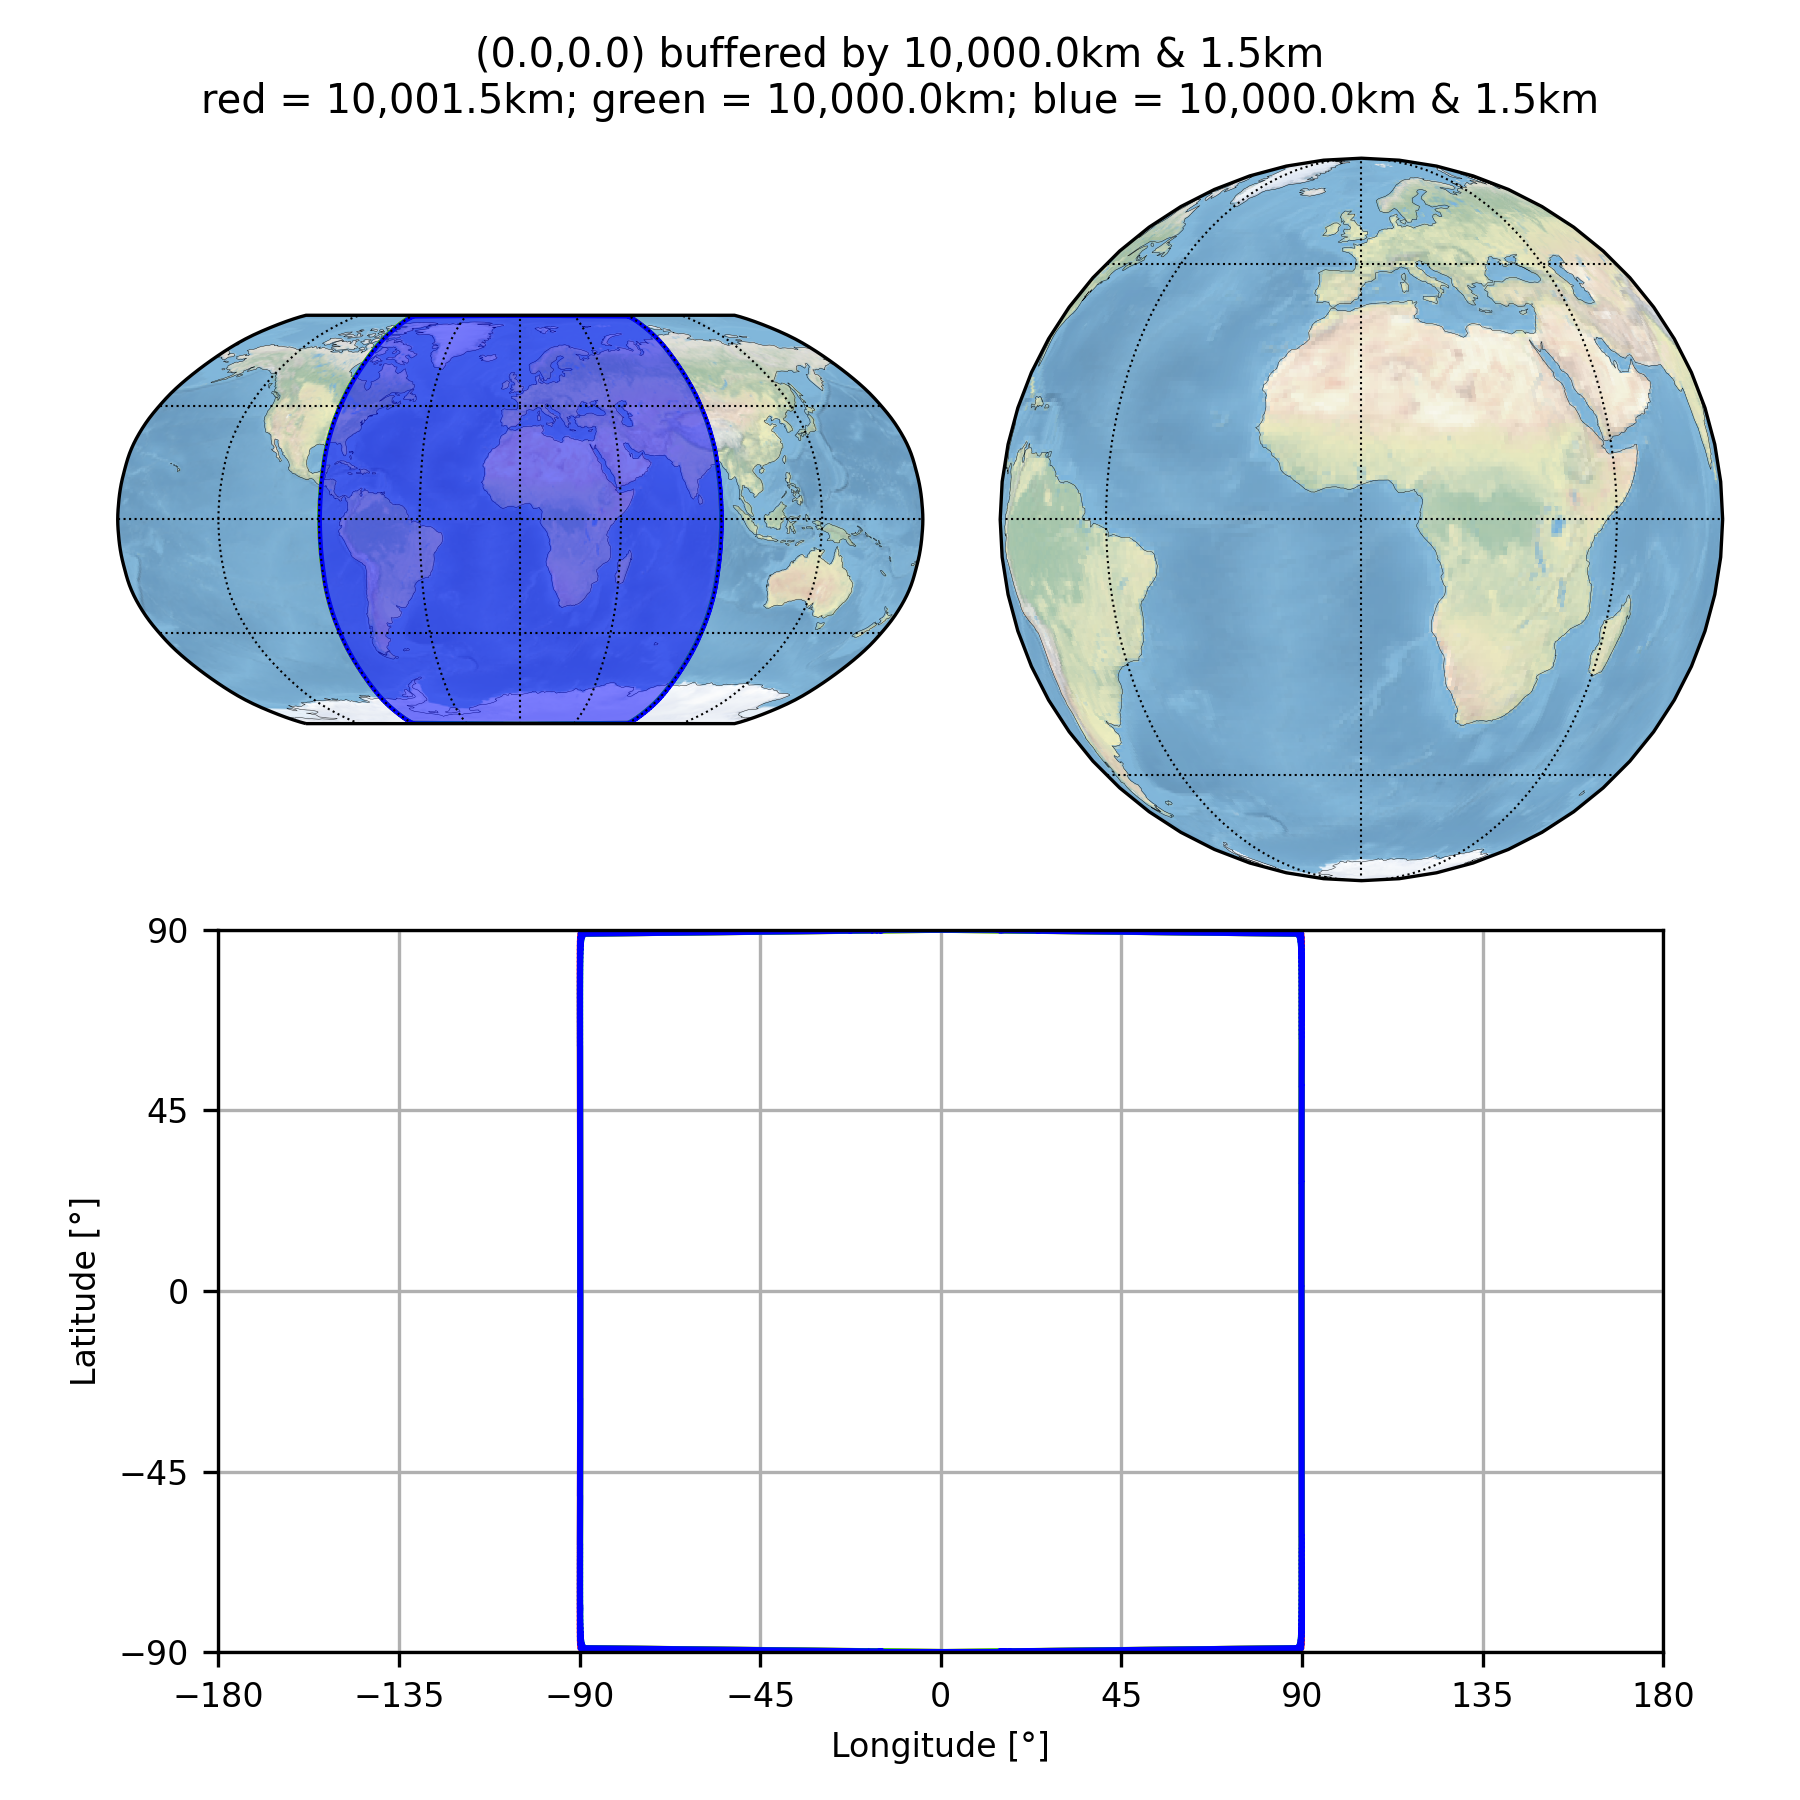 (0.0,0.0) buffered by 10,000.0km & 1.5km
red = 10,001.5km; green = 10,000.0km; blue = 10,000.0km & 1.5km
90
45
0
−45
−90
Latitude [°]
−180 −135 −90 −45 0 45 90 135 180
Longitude [°]